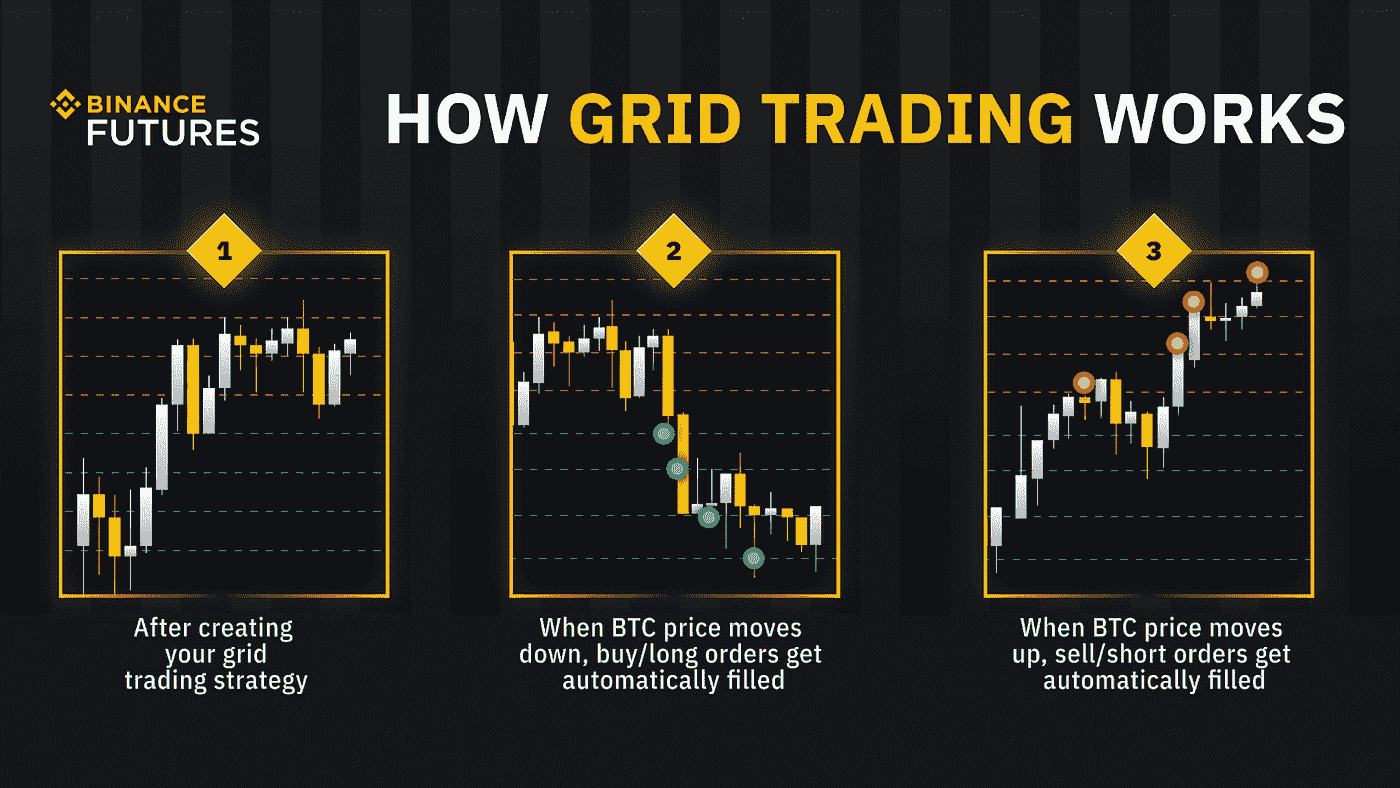 BINANCE
FUTURES
HOW GRID TRADING WORKS
1
After creating
your grid
trading strategy
2
When BTC price moves
down, buy/long orders get
automatically filled
3
When BTC price moves
up, sell/short orders get
automatically filled